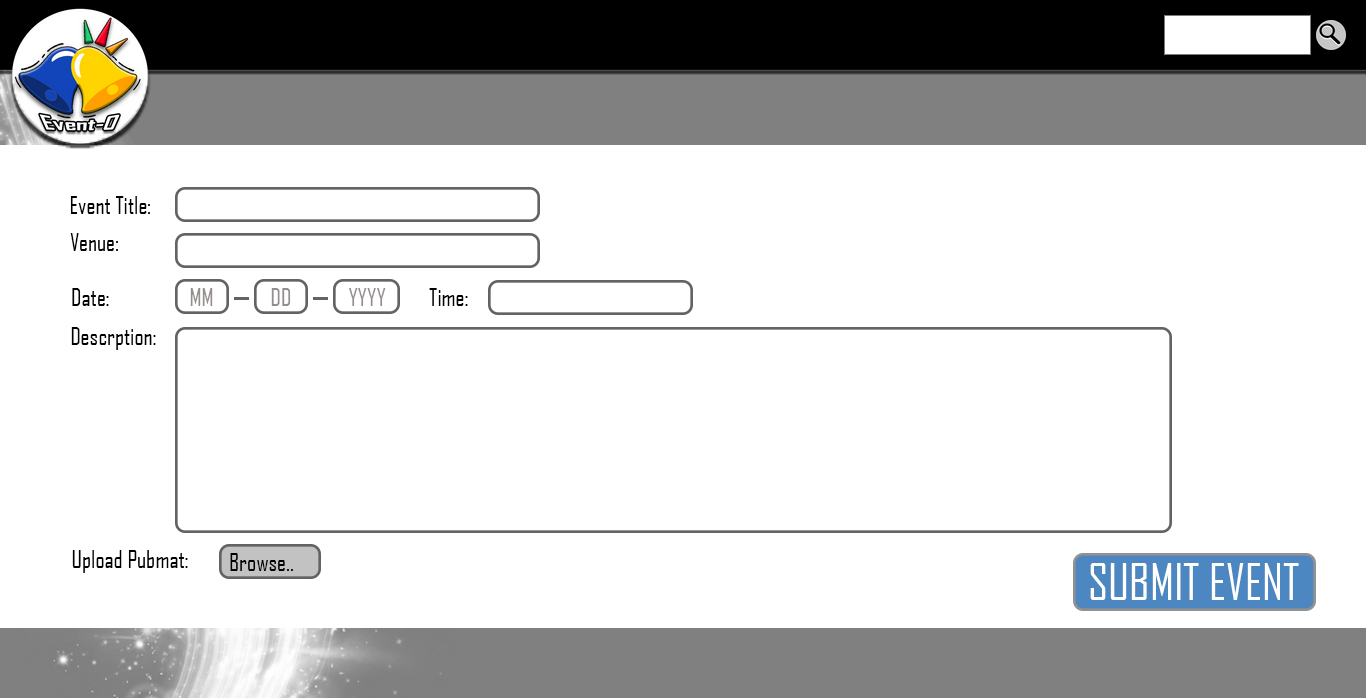 Event-O
Event Title:
Venue:
Date: MM – DD – YYYY Time:
Descrption:
Upload Pubmat: Browse..
SUBMIT EVENT